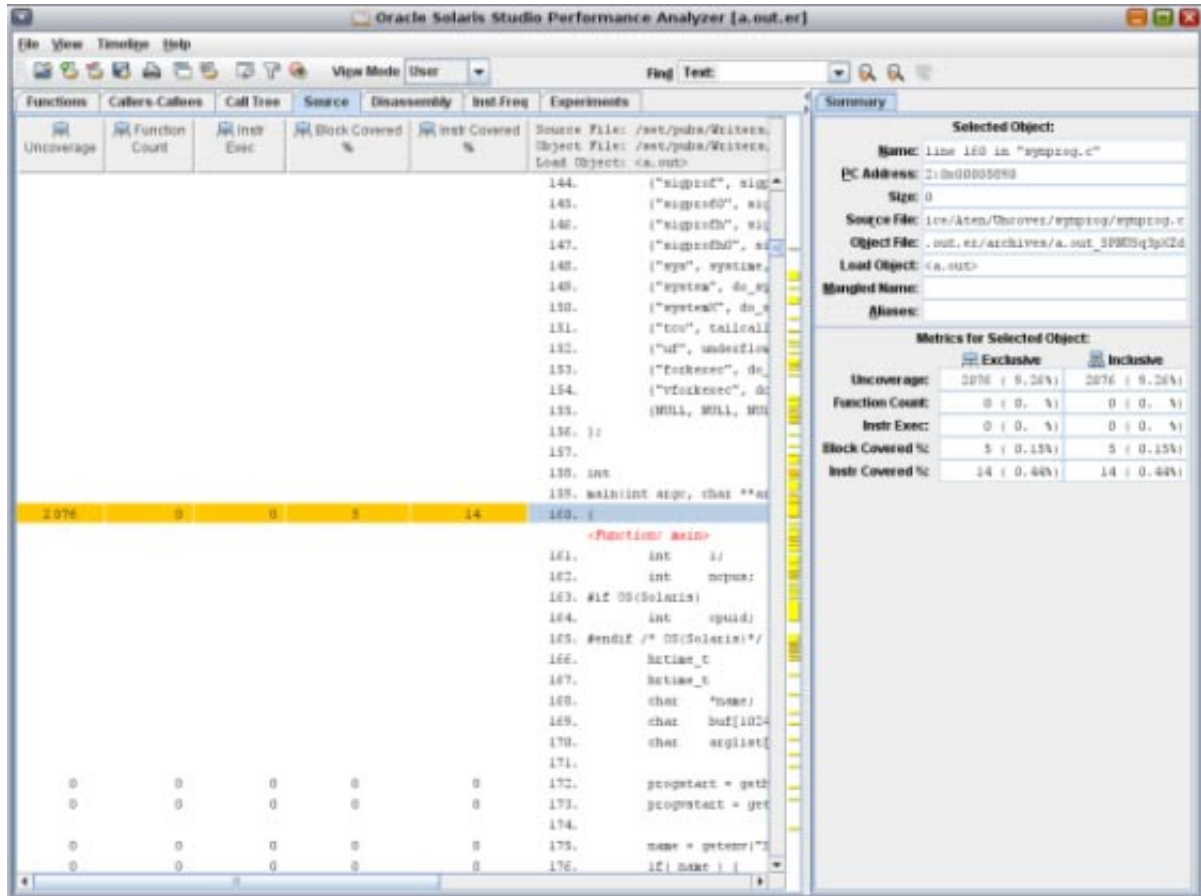 Oracle Solaris Studio Performance Analyzer [a.out.er]
File View Timeline Help
View Mode User Find Text:
Functions Callers-Callees Call Tree Source Disassembly Inst-Freq Experiments
Uncoverage Function Count Instr Exec Block Covered % Instr Covered %
Source File: /net/pubs/Writers.
Object File: /net/pubs/Writers.
Load Object: <a.out>
144. {"sigprof", sig
145. {"sigprof0", sig
146. {"sigprofh", sig
147. {"sigprofh0", si
148. {"sys", systime,
149. {"system", do_sy
150. {"systemX", do_s
151. {"tco", tailcall
152. {"uf", underflow
153. {"forkexec", do_
154. {"vforkexec", do
155. {NULL, NULL, NUL
156. };
157.
158. int
159. main(int argc, char **ar
2076 0 0 5 14 160. {
<Function: main>
161. int i;
162. int ncpus;
163. #if OS(Solaris)
164. int cpuid;
165. #endif /* OS(Solaris)*/
166. hrtime_t
167. hrtime_t
168. char *name;
169. char buf[1024
170. char arglist[
171.
0 0 0 0 0 172. progstart = geth
0 0 0 0 0 173. progvstart = get
174.
0 0 0 0 0 175. name = getenv("
0 0 0 0 0 176. if( name ) {
Summary
Selected Object:
Name: line 160 in "synprog.c"
PC Address:
Size: 0
Source File: ice/Aten/Uncover/synprog/synprog.c
Object File:
Load Object: <a.out>
Mangled Name:
Aliases:
Metrics for Selected Object:
Exclusive Inclusive
Uncoverage: 2076 ( 9.26%) 2076 ( 9.26%)
Function Count: 0 ( 0. %) 0 ( 0. %)
Instr Exec: 0 ( 0. %) 0 ( 0. %)
Block Covered %: 5 ( 0.15%) 5 ( 0.15%)
Instr Covered %: 14 ( 0.44%) 14 ( 0.44%)